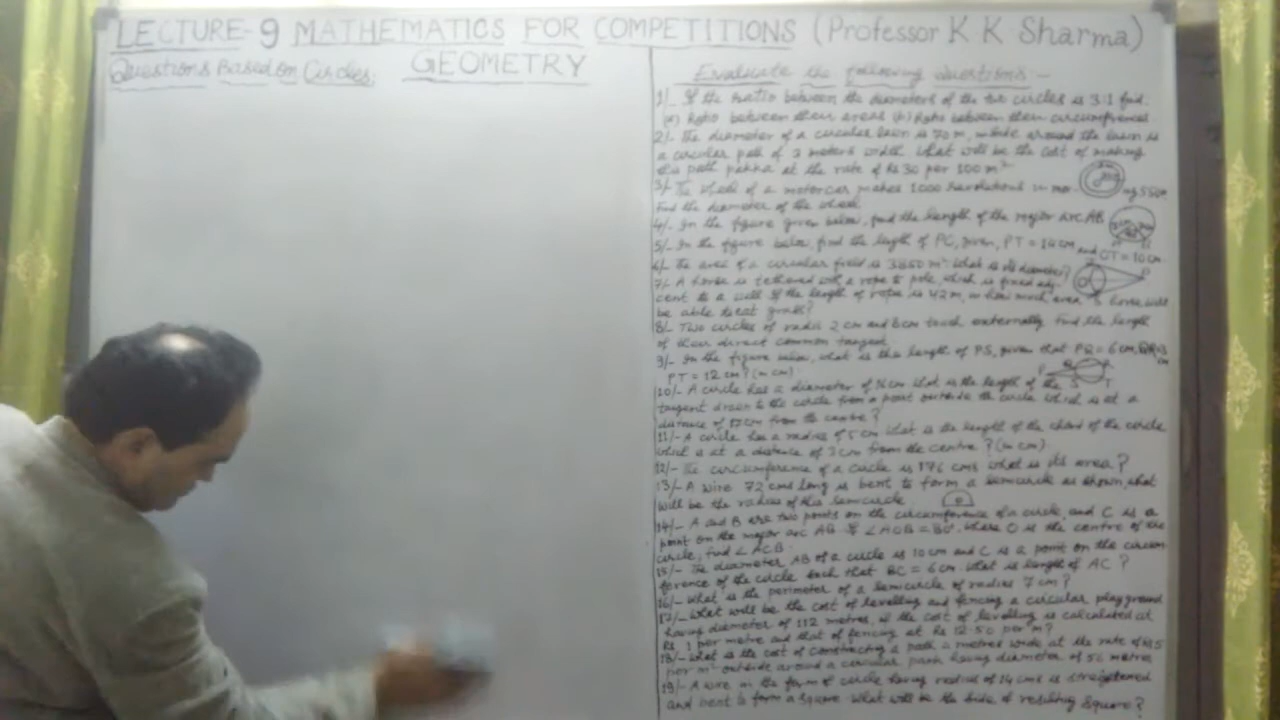 LECTURE-9 MATHEMATICS FOR COMPETITIONS (Professor K K Sharma)
Questions Based on Circles: GEOMETRY
Evaluate the following questions:-
1/- If the ratio between the diameters of the two circles is 3:1 find:
(a) Ratio between their areas (b) Ratio between their circumferences
2/- The diameter of a circular lawn is 70 m, around the lawn is
a circular path of meters width. What will be the cost of making
this path pakka at the rate of Rs 30 per 100 m²
3/- The wheel of a motorcar makes 1000 revolutions in
Find the diameter of the wheel.
4/- In the figure given below, find the length of the major arc AB
5/- In the figure below, find the length of PC, given, PT = 14 cm and OT = 10 cm
6/- The area of a circular field is 3850 m². What is its diameter?
7/- A horse is tethered with a rope to pole, which is fixed adj-
cent to a wall. If the length of rope is 42 m, in how much area horse will
be able to eat grass?
8/- Two circles of radii 2 cm and 8 cm touch externally. Find the length
of their direct common tangent.
9/- In the figure below, what is the length of PS, given that PQ = 6 cm,
PT = 12 cm? (in cm)
10/- A circle has a diameter of 16 cm what is the length of the
tangent drawn to the circle from a point outside the circle which is at a
distance of cm from the centre?
11/- A circle has a radius of 5 cm what is the length of the chord of the circle
which is at a distance of 3 cm from the centre? (in cm)
12/- The circumference of a circle is 176 cms what is its area?
13/- A wire 72 cms long is bent to form a semicircle as shown, what
will be the radius of this semicircle.
14/- A and B are two points on the circumference of a circle, and C is a
point on the major arc AB. If ∠AOB = 80°. where O is the centre of the
circle, find ∠ACB.
15/- The diameter AB of a circle is 10 cm and C is a point on the circum-
ference of the circle such that BC = 6 cm. what is length of AC?
16/- What is the perimeter of a semicircle of radius 7 cm?
17/- What will be the cost of levelling and fencing a circular playground
having diameter of 112 metres, if the cost of levelling is calculated at
Rs 1 per metre and that of fencing at Rs 12.50 per m?
18/- What is the cost of constructing a path metres wide at the rate of Rs 5
per m² outside around a circular park having diameter of metres
19/- A wire in the form of circle having radius of 14 cms is straightened
and bent to form a square. What will be the side of resulting square?